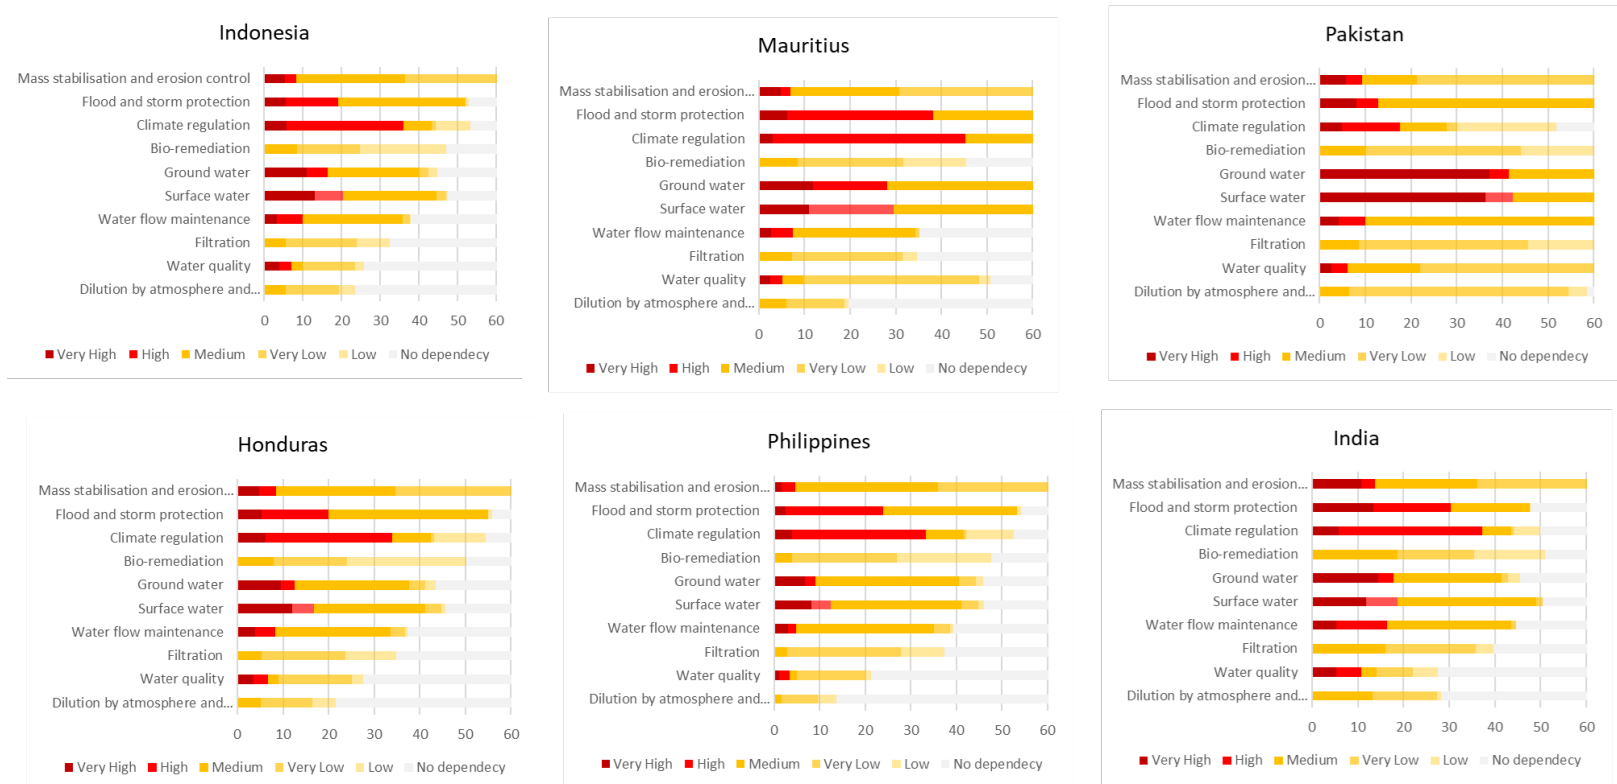 Indonesia
Mass stabilisation and erosion control
Flood and storm protection
Climate regulation
Bio-remediation
Ground water
Surface water
Water flow maintenance
Filtration
Water quality
Dilution by atmosphere and...
0 10 20 30 40 50 60
Very High High Medium Very Low Low No dependecy
Mauritius
Mass stabilisation and erosion...
Flood and storm protection
Climate regulation
Bio-remediation
Ground water
Surface water
Water flow maintenance
Filtration
Water quality
Dilution by atmosphere and...
0 10 20 30 40 50 60
Very High High Medium Very Low Low No dependecy
Pakistan
Mass stabilisation and erosion...
Flood and storm protection
Climate regulation
Bio-remediation
Ground water
Surface water
Water flow maintenance
Filtration
Water quality
Dilution by atmosphere and...
0 10 20 30 40 50 60
Very High High Medium Very Low Low No dependecy
Honduras
Mass stabilisation and erosion...
Flood and storm protection
Climate regulation
Bio-remediation
Ground water
Surface water
Water flow maintenance
Filtration
Water quality
Dilution by atmosphere and...
0 10 20 30 40 50 60
Very High High Medium Very Low Low No dependecy
Philippines
Mass stabilisation and erosion...
Flood and storm protection
Climate regulation
Bio-remediation
Ground water
Surface water
Water flow maintenance
Filtration
Water quality
Dilution by atmosphere and...
0 10 20 30 40 50 60
Very High High Medium Very Low Low No dependecy
India
Mass stabilisation and erosion...
Flood and storm protection
Climate regulation
Bio-remediation
Ground water
Surface water
Water flow maintenance
Filtration
Water quality
Dilution by atmosphere and...
0 10 20 30 40 50 60
Very High High Medium Very Low Low No dependecy